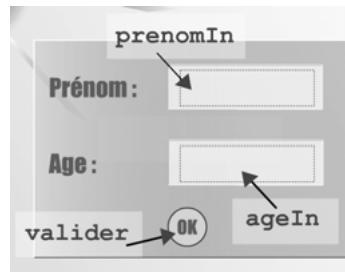 prenomIn
Prénom :
Age :
valider
OK
ageIn